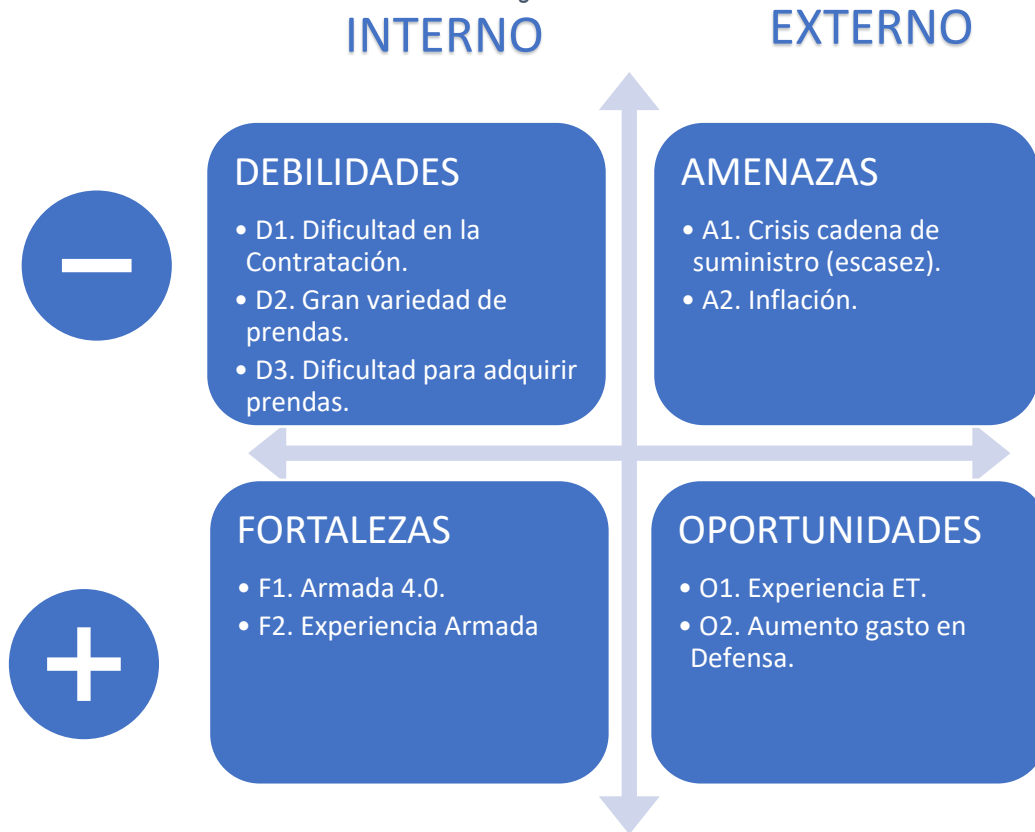 INTERNO
EXTERNO
DEBILIDADES
• D1. Dificultad en la
Contratación.
• D2. Gran variedad de
prendas.
• D3. Dificultad para adquirir
prendas.
AMENAZAS
• A1. Crisis cadena de
suministro (escasez).
• A2. Inflación.
FORTALEZAS
• F1. Armada 4.0.
• F2. Experiencia Armada
OPORTUNIDADES
• O1. Experiencia ET.
• O2. Aumento gasto en
Defensa.